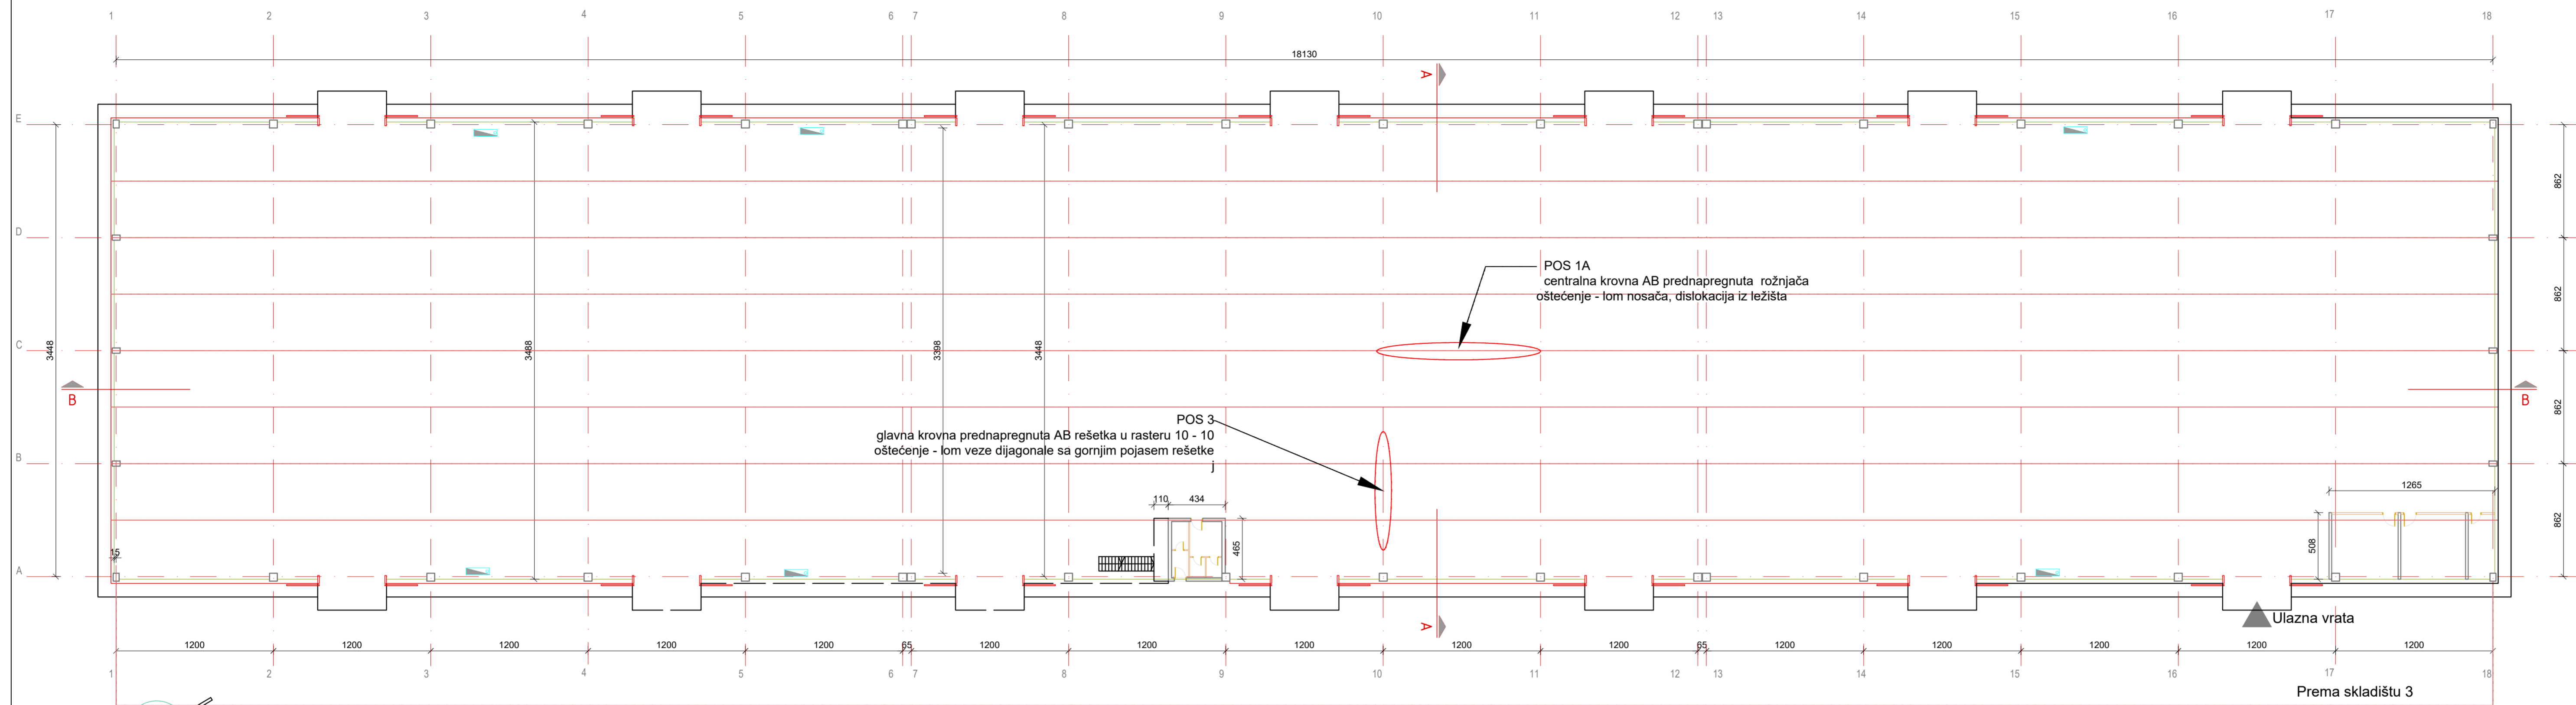 1 2 3 4 5 6 7 8 9 10 11 12 13 14 15 16 17 18
18130
A
E
862
D
POS 1A
centralna krovna AB prednapregnuta rožnjača
oštećenje - lom nosača, dislokacija iz ležišta
862
C
3448 3488 3398 3448
B B
862
POS 3
glavna krovna prednapregnuta AB rešetka u rasteru 10 - 10
oštećenje - lom veze dijagonale sa gornjim pojasem rešetke
j
B
1265
110 434
862
465
508
15
A
Ulazna vrata
A
1200 1200 1200 1200 1200 65 1200 1200 1200 1200 1200 65 1200 1200 1200 1200 1200
1 2 3 4 5 6 7 8 9 10 11 12 13 14 15 16 17 18
Prema skladištu 3